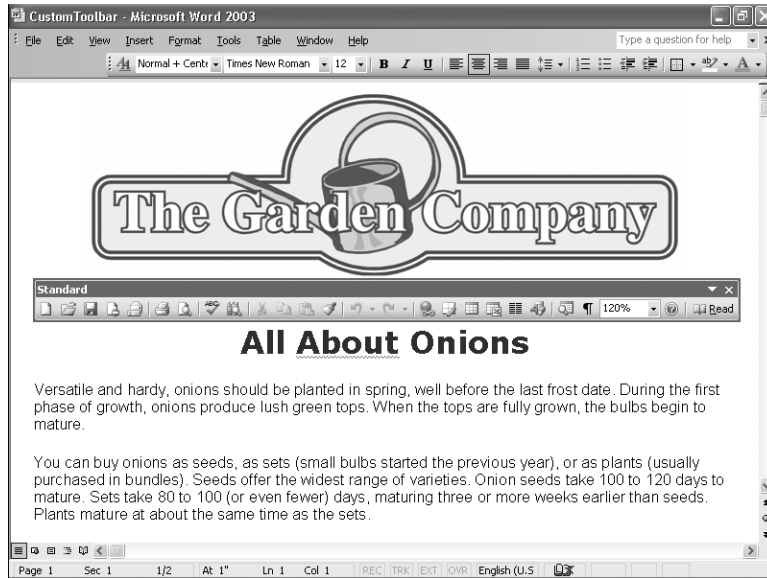 CustomToolbar - Microsoft Word 2003
File Edit View Insert Format Tools Table Window Help Type a question for help
Normal + Cente Times New Roman 12 B I U
The Garden Company
Standard
120% Read
All About Onions
Versatile and hardy, onions should be planted in spring, well before the last frost date. During the first
phase of growth, onions produce lush green tops. When the tops are fully grown, the bulbs begin to
mature.
You can buy onions as seeds, as sets (small bulbs started the previous year), or as plants (usually
purchased in bundles). Seeds offer the widest range of varieties. Onion seeds take 100 to 120 days to
mature. Sets take 80 to 100 (or even fewer) days, maturing three or more weeks earlier than seeds.
Plants mature at about the same time as the sets.
Page 1 Sec 1 1/2 At 1" Ln 1 Col 1 REC TRK EXT OVR English (U.S